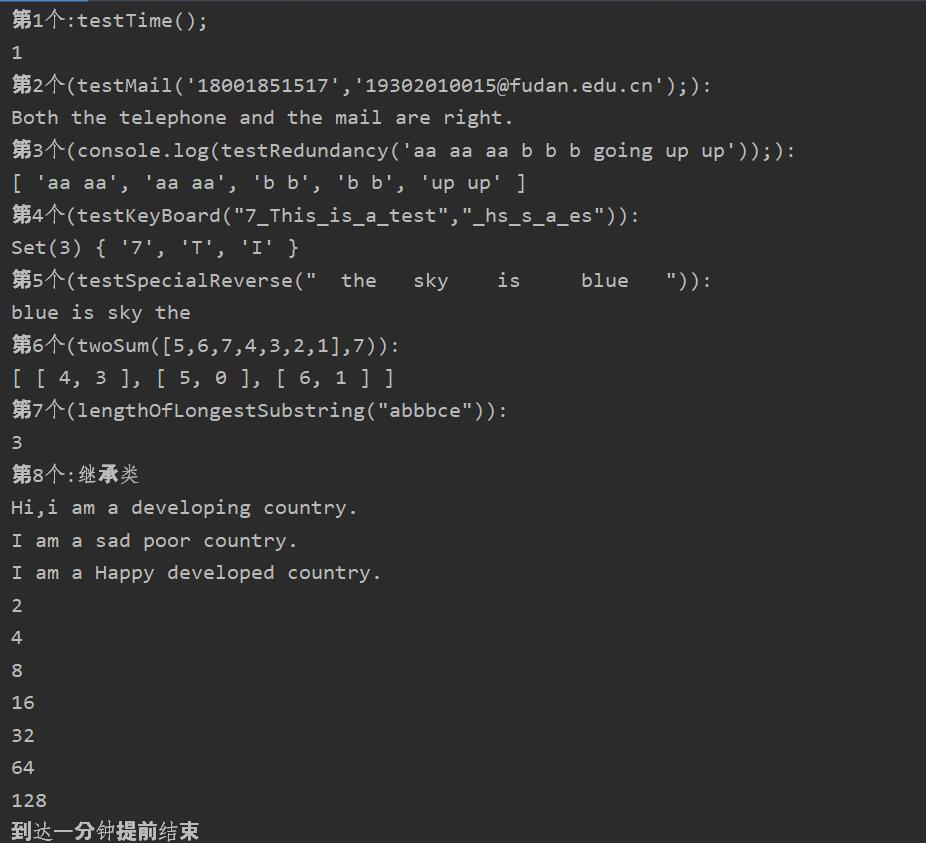 第1个:testTime();
1
第2个(testMail('18001851517','19302010015@fudan.edu.cn');):
Both the telephone and the mail are right.
第3个(console.log(testRedundancy('aa aa aa b b b going up up'));):
[ 'aa aa', 'aa aa', 'b b', 'b b', 'up up' ]
第4个(testKeyBoard("7_This_is_a_test","_hs_s_a_es")):
Set(3) { '7', 'T', 'I' }
第5个(testSpecialReverse("  the   sky    is     blue   ")):
blue is sky the
第6个(twoSum([5,6,7,4,3,2,1],7)):
[ [ 4, 3 ], [ 5, 0 ], [ 6, 1 ] ]
第7个(lengthOfLongestSubstring("abbbce")):
3
第8个:继承类
Hi,i am a developing country.
I am a sad poor country.
I am a Happy developed country.
2
4
8
16
32
64
128
到达一分钟提前结束